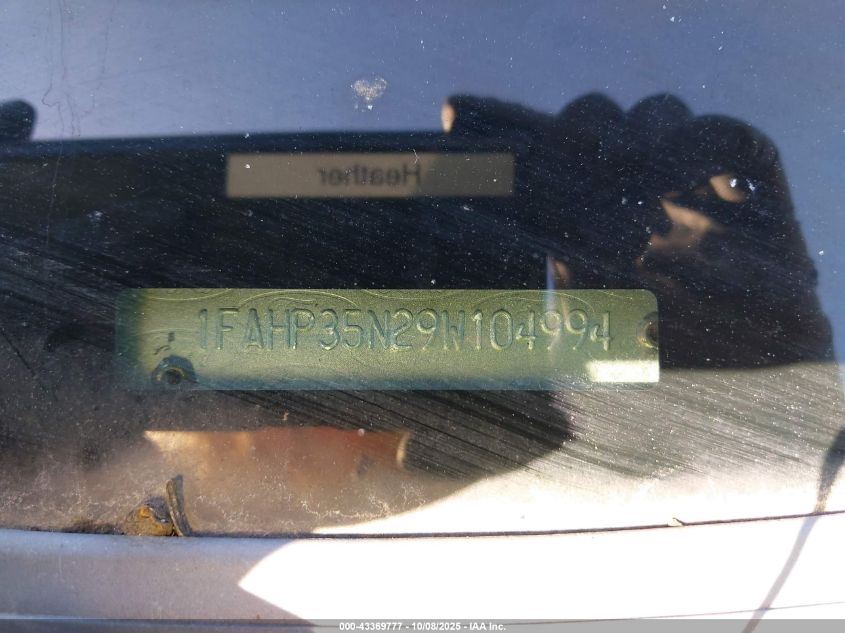 Heather
1FAHP35N29W104994
000-43369777 - 10/08/2025 - IAA Inc.